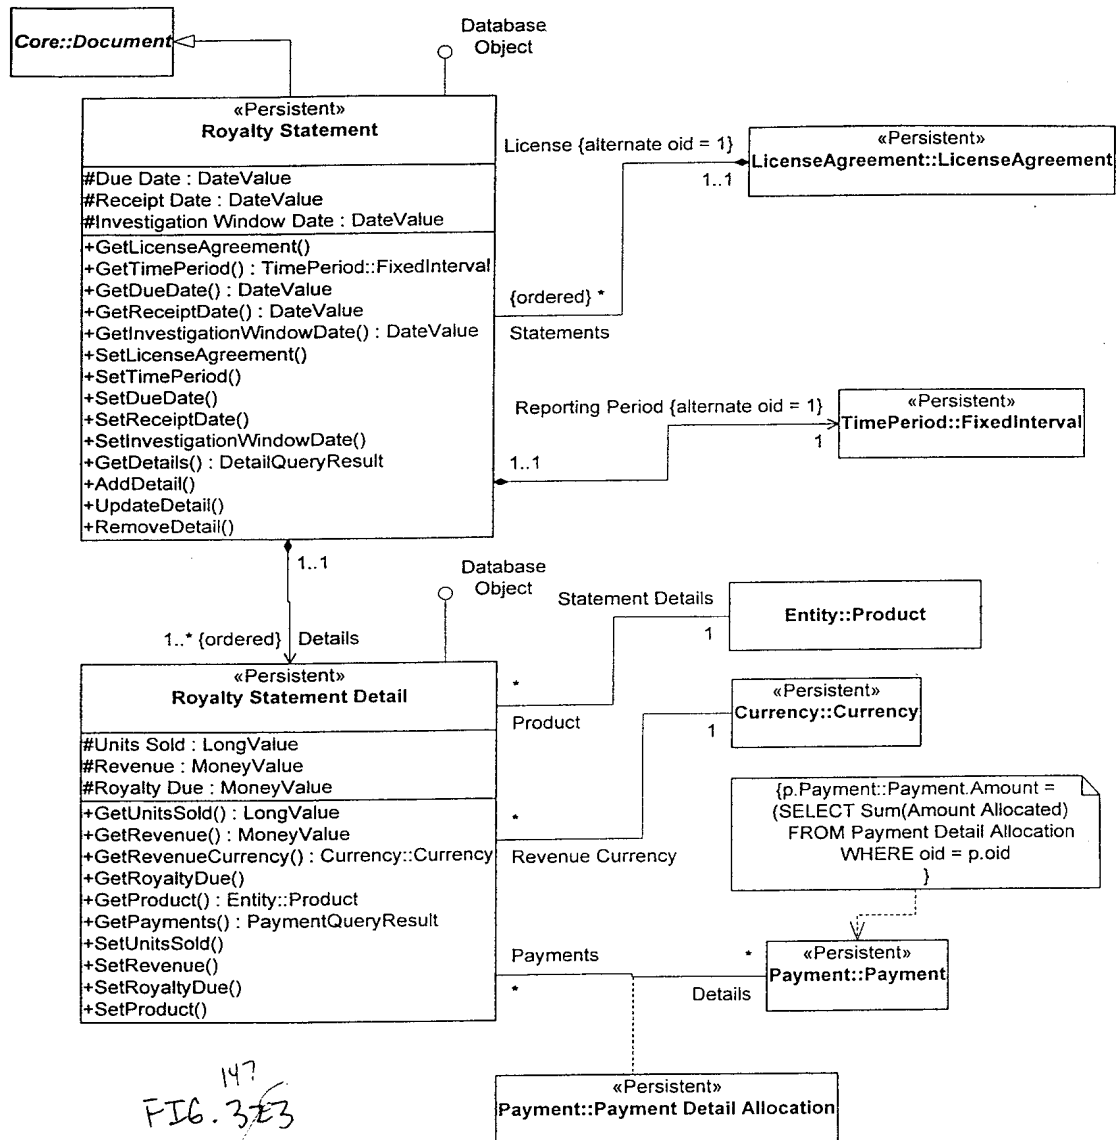 Core::Document
Database
Object
«Persistent»
Royalty Statement
#Due Date : DateValue
#Receipt Date : DateValue
#Investigation Window Date : DateValue
+GetLicenseAgreement()
+GetTimePeriod() : TimePeriod::FixedInterval
+GetDueDate() : DateValue
+GetReceiptDate() : DateValue
+GetInvestigationWindowDate() : DateValue
+SetLicenseAgreement()
+SetTimePeriod()
+SetDueDate()
+SetReceiptDate()
+SetInvestigationWindowDate()
+GetDetails() : DetailQueryResult
+AddDetail()
+UpdateDetail()
+RemoveDetail()
License {alternate oid = 1}
1..1
«Persistent»
LicenseAgreement::LicenseAgreement
{ordered} *
Statements
Reporting Period {alternate oid = 1}
1
1..1
«Persistent»
TimePeriod::FixedInterval
1..1
1..* {ordered}
Details
Database
Object
«Persistent»
Royalty Statement Detail
#Units Sold : LongValue
#Revenue : MoneyValue
#Royalty Due : MoneyValue
+GetUnitsSold() : LongValue
+GetRevenue() : MoneyValue
+GetRevenueCurrency() : Currency::Currency
+GetRoyaltyDue()
+GetProduct() : Entity::Product
+GetPayments() : PaymentQueryResult
+SetUnitsSold()
+SetRevenue()
+SetRoyaltyDue()
+SetProduct()
Statement Details
1
Entity::Product
*
Product
«Persistent»
Currency::Currency
1
*
Revenue Currency
{p.Payment::Payment.Amount =
(SELECT Sum(Amount Allocated)
FROM Payment Detail Allocation
WHERE oid = p.oid
}
Payments
*
*
Details
«Persistent»
Payment::Payment
«Persistent»
Payment::Payment Detail Allocation
FIG.